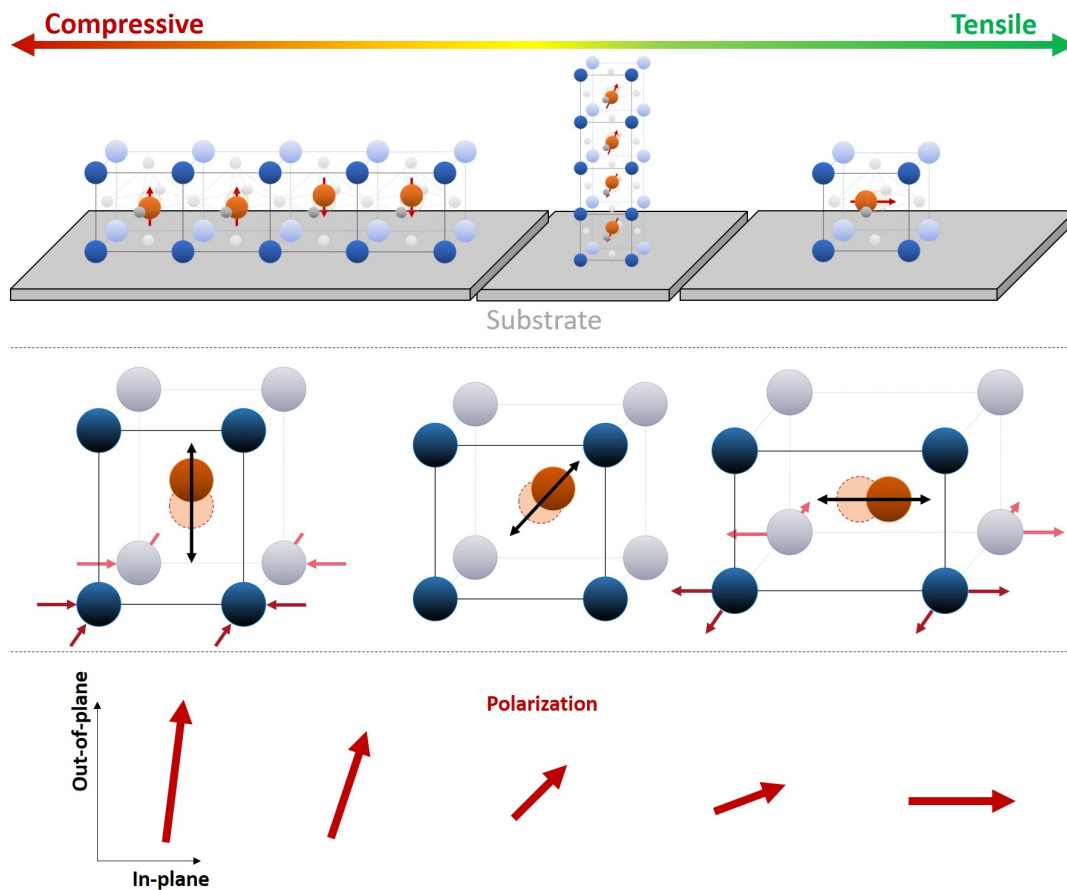 Compressive
Tensile
Substrate
Polarization
Out-of-plane
In-plane